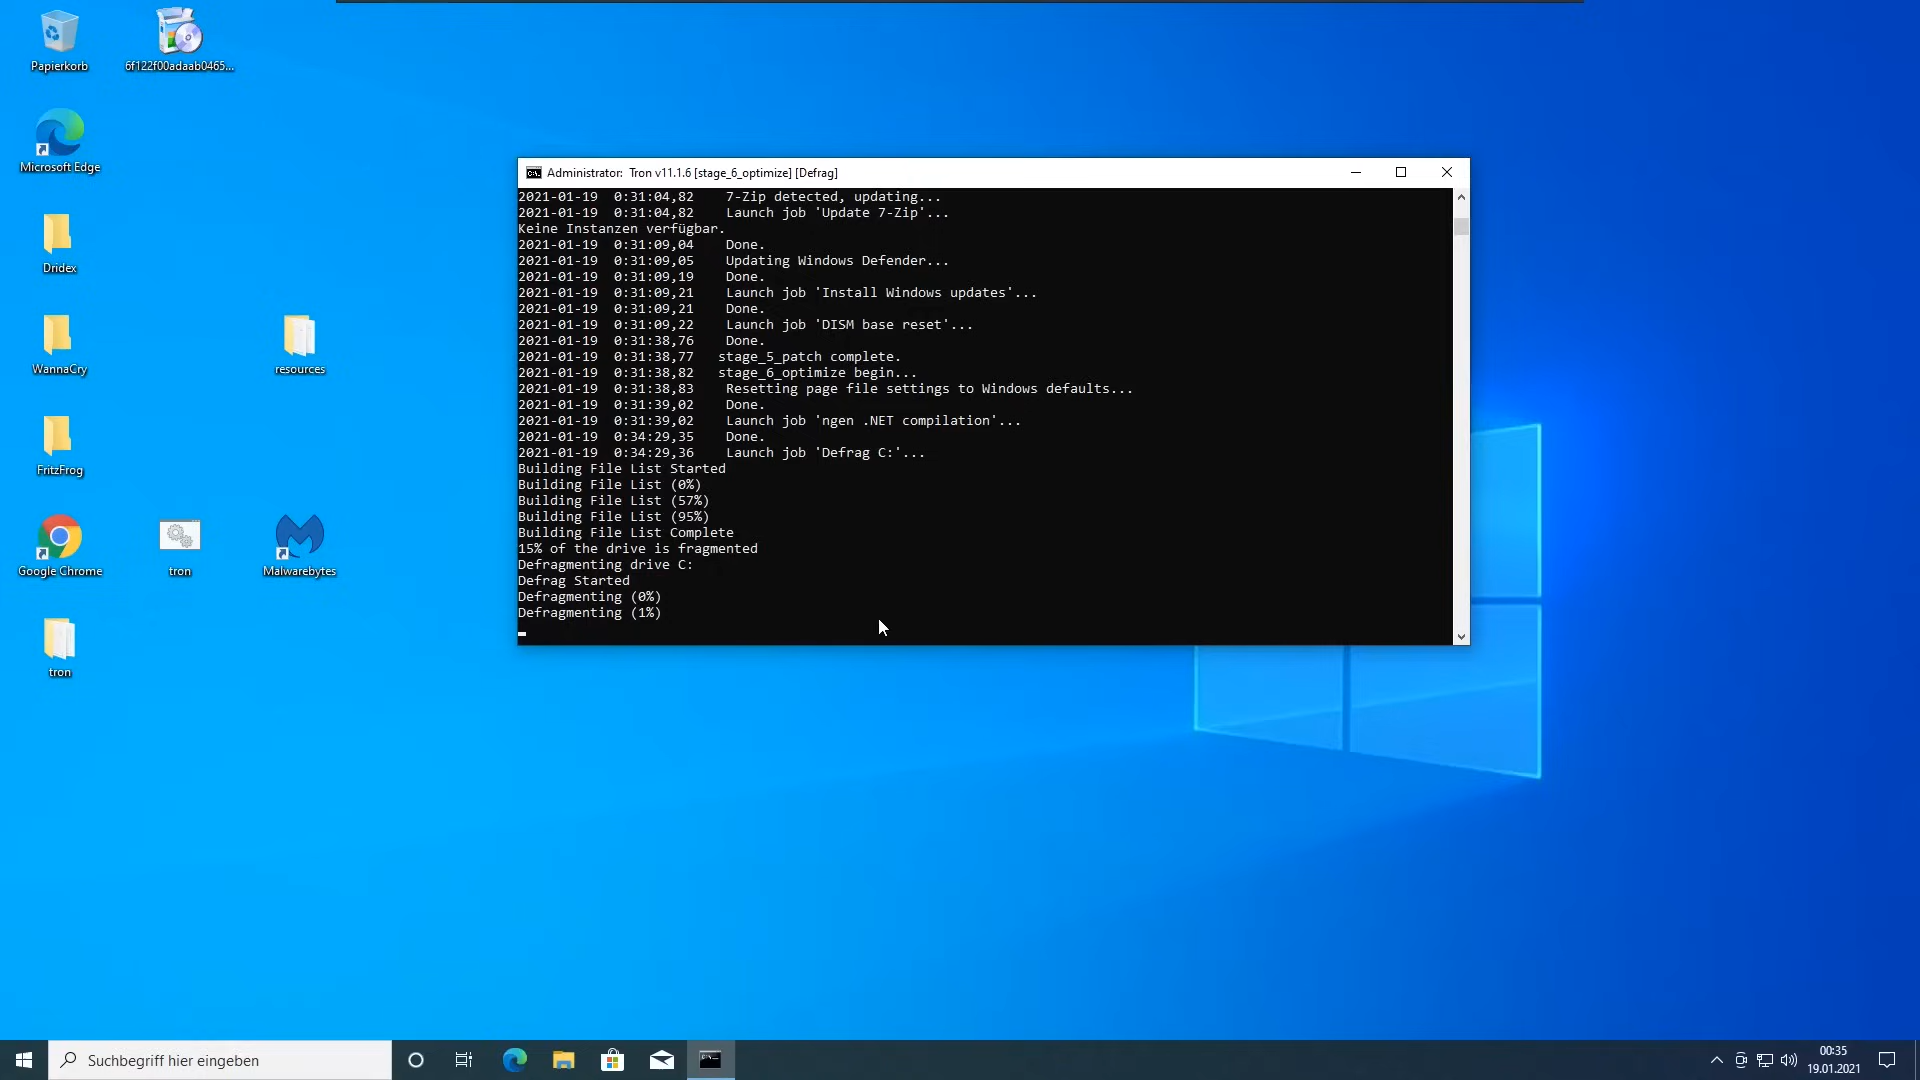 Papierkorb
6f122f00adaab0465...
Microsoft Edge
Dridex
WannaCry
resources
FritzFrog
Google Chrome
tron
Malwarebytes
tron
Administrator: Tron v11.1.6 [stage_6_optimize] [Defrag]
2021-01-19  0:31:04,82    7-Zip detected, updating...
2021-01-19  0:31:04,82    Launch job 'Update 7-Zip'...
Keine Instanzen verfügbar.
2021-01-19  0:31:09,04    Done.
2021-01-19  0:31:09,05    Updating Windows Defender...
2021-01-19  0:31:09,19    Done.
2021-01-19  0:31:09,21    Launch job 'Install Windows updates'...
2021-01-19  0:31:09,21    Done.
2021-01-19  0:31:09,22    Launch job 'DISM base reset'...
2021-01-19  0:31:38,76    Done.
2021-01-19  0:31:38,77   stage_5_patch complete.
2021-01-19  0:31:38,82   stage_6_optimize begin...
2021-01-19  0:31:38,83    Resetting page file settings to Windows defaults...
2021-01-19  0:31:39,02    Done.
2021-01-19  0:31:39,02    Launch job 'ngen .NET compilation'...
2021-01-19  0:34:29,35    Done.
2021-01-19  0:34:29,36    Launch job 'Defrag C:'...
Building File List Started
Building File List (0%)
Building File List (57%)
Building File List (95%)
Building File List Complete
15% of the drive is fragmented
Defragmenting drive C:
Defrag Started
Defragmenting (0%)
Defragmenting (1%)
Suchbegriff hier eingeben
00:35
19.01.2021